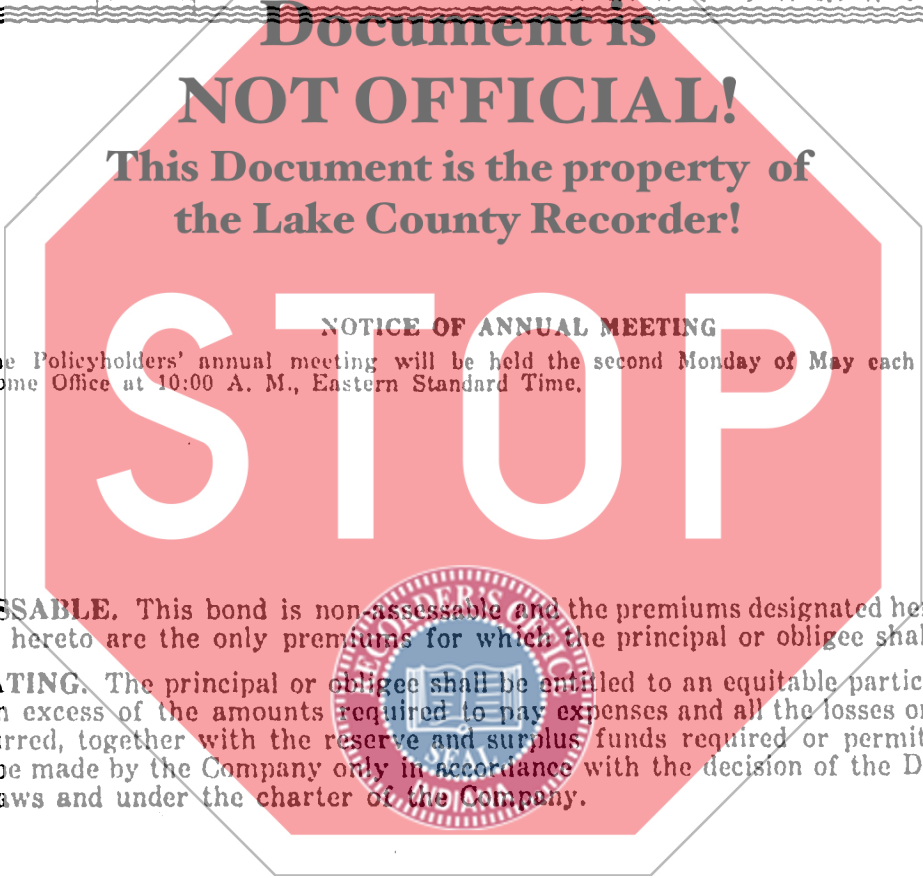 Document is
NOT OFFICIAL!
This Document is the property of
the Lake County Recorder!
STOP
NOTICE OF ANNUAL MEETING
e Policyholders' annual meeting will be held the second Monday of May each
ome Office at 10:00 A. M., Eastern Standard Time.
SSABLE. This bond is non-assessable and the premiums designated he
hereto are the only premiums for which the principal or obligee shal
ATING. The principal or obligee shall be entitled to an equitable partic
n excess of the amounts required to pay expenses and all the losses o
rred, together with the reserve and surplus funds required or permit
be made by the Company only in accordance with the decision of the D
aws and under the charter of the Company.
RECORDER'S OFFIC
SEAL
INDIANA